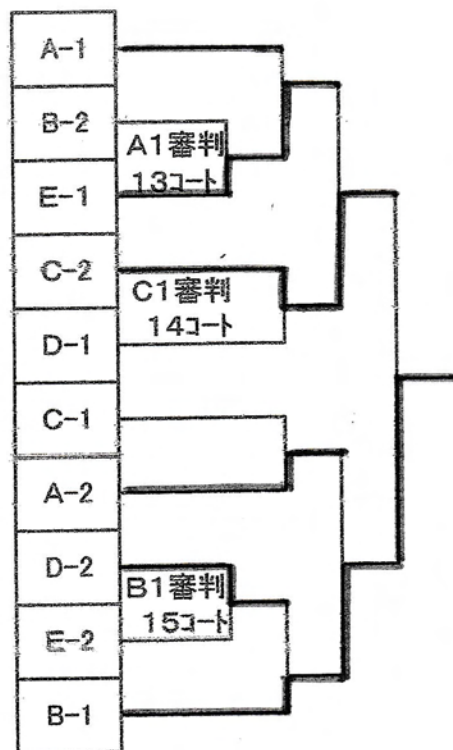 A-1
B-2
A1審判
13コート
E-1
C-2
C1審判
14コート
D-1
C-1
A-2
D-2
B1審判
15コート
E-2
B-1